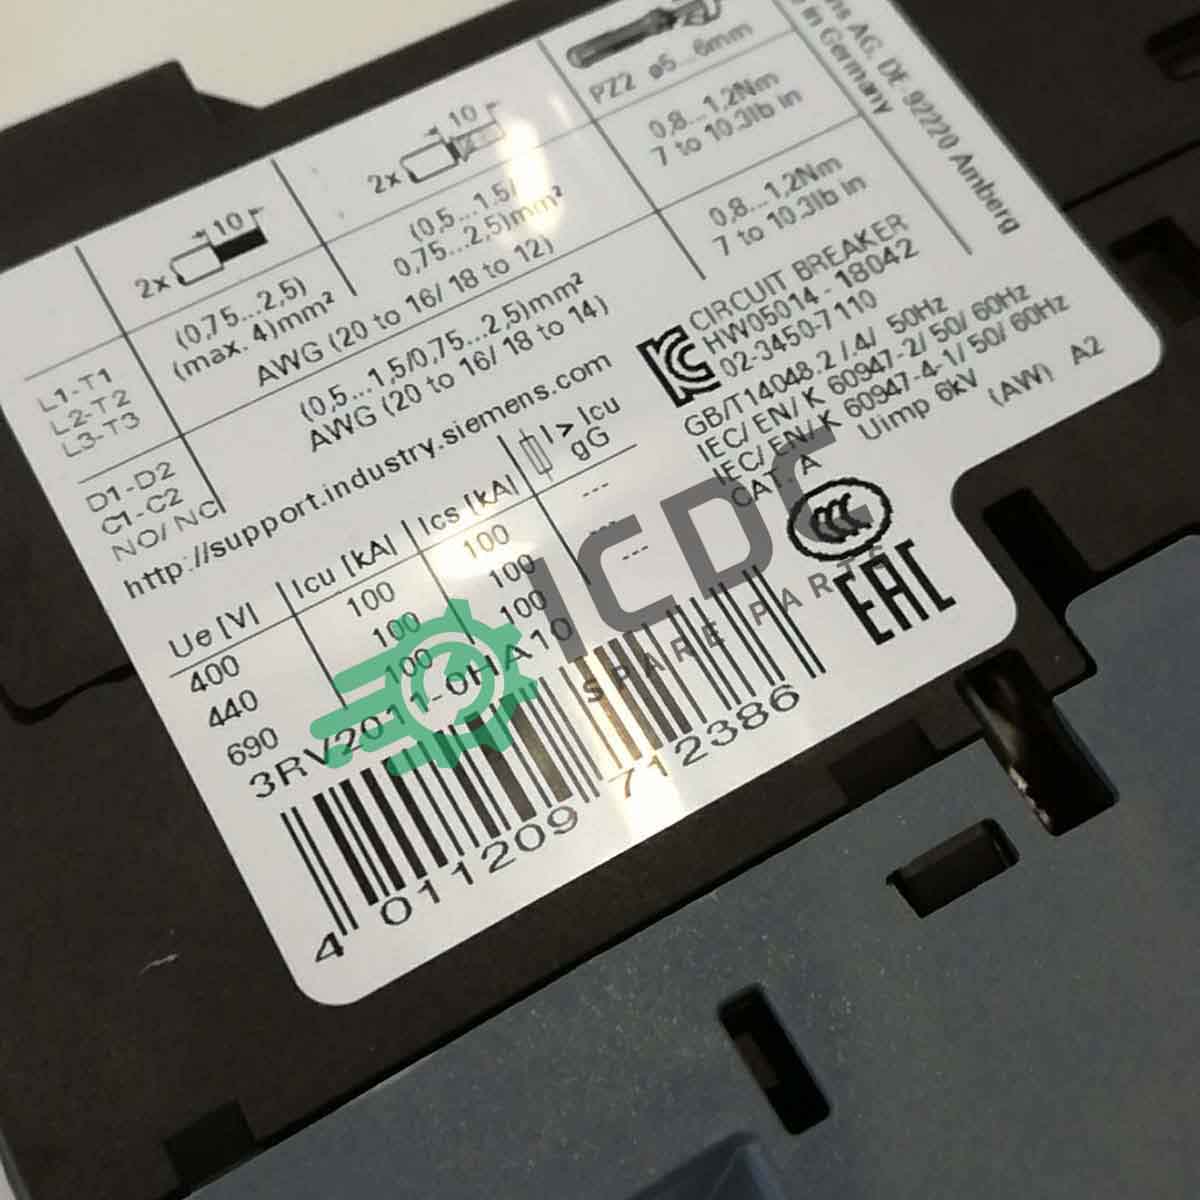 ns AG, DE-92220 Amberg
in Germany
PZ2 ø5...6mm
10
2x
10
2x
L1-T1
L2-T2
L3-T3
(0,75...2,5)
(max. 4)mm²
(0,5...1,5/
0,75...2,5)mm²
AWG (20 to 16/ 18 to 12)
0,8...1,2Nm
7 to 10.3lb in
D1-D2
C1-C2
NO/NC
(0,5...1,5/0,75...2,5)mm²
AWG (20 to 16/ 18 to 14)
0,8...1,2Nm
7 to 10.3lb in
http://support.industry.siemens.com
CIRCUIT BREAKER
HW05014-18042
02-3450-7110
GB/T14048.2/.4/ 50Hz
IEC/EN/K 60947-2/50/60Hz
IEC/EN/K 60947-4-1/50/60Hz
CAT. A Uimp 6kV
(AW) A2
Ue [V] Icu [kA] Ics [kA] I > Icu
gG
400 100 100 ---
440 100 100 ---
690 100 100 ---
3RV2011-0HA10
CCC
EAC
4 011209 712386
ICDC
SPARE PARTS